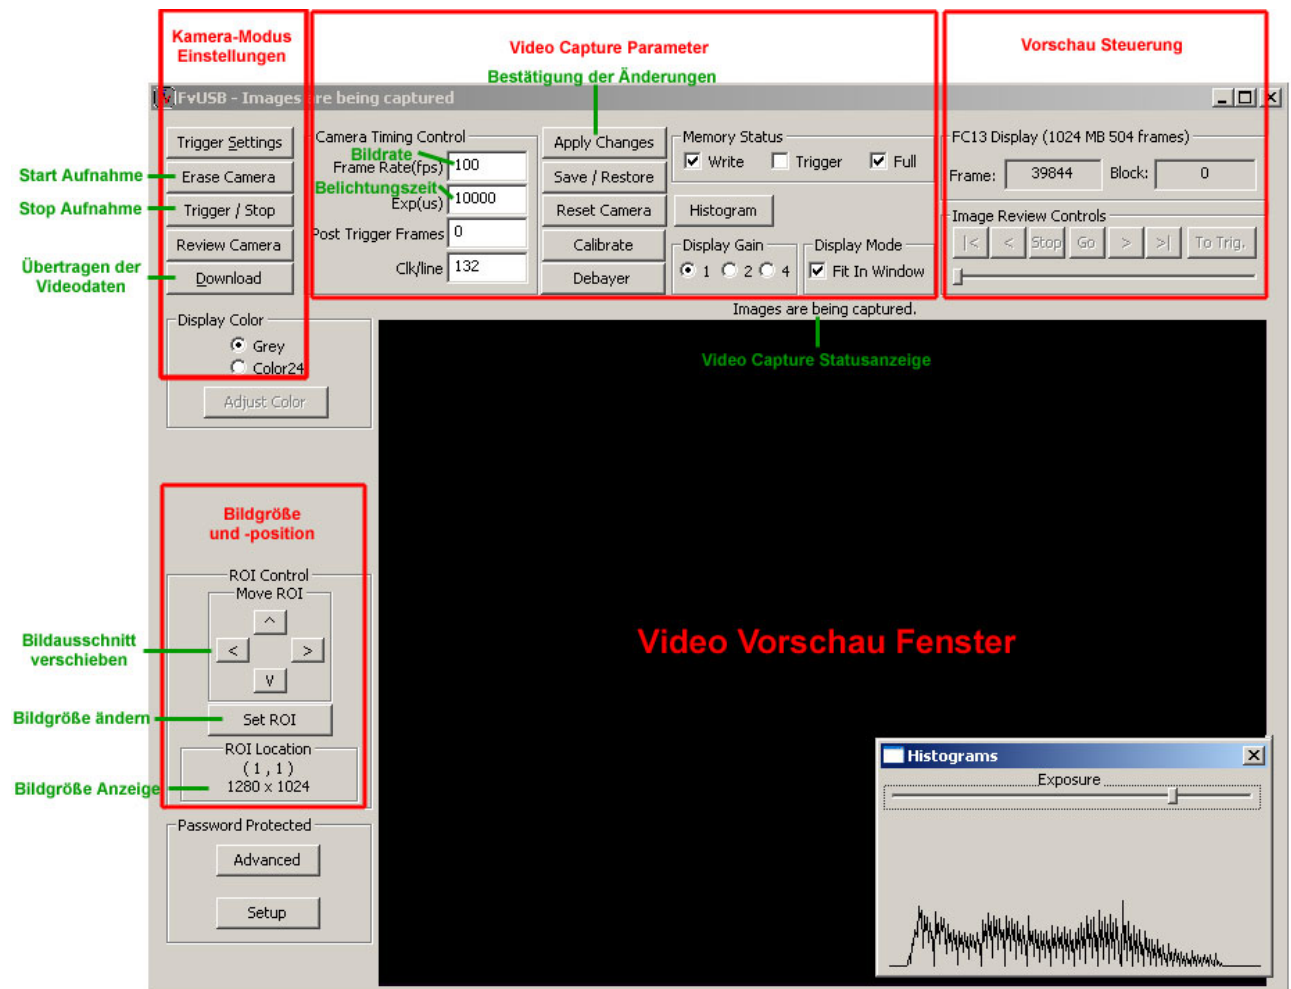 Kamera-Modus
Einstellungen
Video Capture Parameter
Vorschau Steuerung
Bestätigung der Änderungen
FvUSB - Images are being captured
Trigger Settings
Erase Camera
Trigger / Stop
Review Camera
Download
Start Aufnahme
Stop Aufnahme
Übertragen der
Videodaten
Camera Timing Control
Bildrate
Frame Rate(fps)
100
Belichtungszeit
Exp(us)
10000
Post Trigger Frames
0
Clk/line
132
Apply Changes
Save / Restore
Reset Camera
Calibrate
Debayer
Memory Status
Write
Trigger
Full
Histogram
Display Gain
1
2
4
Display Mode
Fit In Window
FC13 Display (1024 MB 504 frames)
Frame:
39844
Block:
0
Image Review Controls
|<
<
Stop
Go
>
>|
To Trig.
Images are being captured.
Video Capture Statusanzeige
Display Color
Grey
Color24
Adjust Color
Bildgröße
und -position
ROI Control
Move ROI
^
<
>
v
Bildausschnitt
verschieben
Bildgröße ändern
Set ROI
ROI Location
( 1 , 1 )
1280 x 1024
Bildgröße Anzeige
Password Protected
Advanced
Setup
Video Vorschau Fenster
Histograms
Exposure